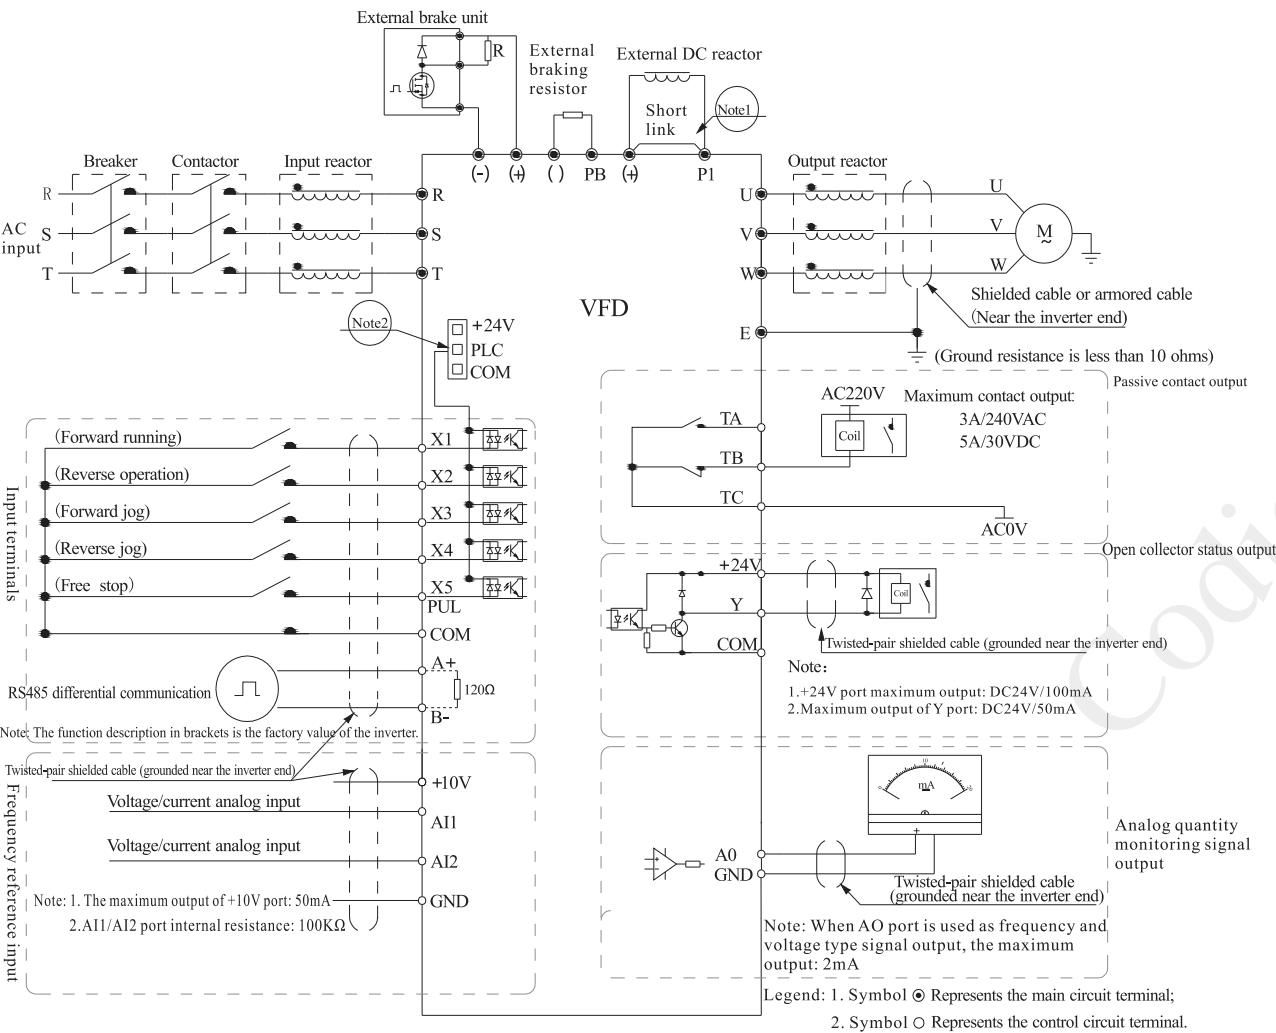 External brake unit
R
External
braking
resistor
External DC reactor
Short
link
Note1
(-)
(+)
( )
PB
(+)
P1
Breaker
Contactor
Input reactor
Output reactor
AC
input
R
S
T
R
S
T
U
V
W
E
VFD
U
V
W
M
~
Shielded cable or armored cable
(Near the inverter end)
(Ground resistance is less than 10 ohms)
Note2
+24V
PLC
COM
Input terminals
(Forward running)
X1
(Reverse operation)
X2
(Forward jog)
X3
(Reverse jog)
X4
(Free stop)
X5
PUL
COM
A+
RS485 differential communication
120Ω
B-
Note: The function description in brackets is the factory value of the inverter.
Twisted-pair shielded cable (grounded near the inverter end)
Frequency reference input
+10V
Voltage/current analog input
AI1
Voltage/current analog input
AI2
Note: 1. The maximum output of +10V port: 50mA
GND
2.AI1/AI2 port internal resistance: 100KΩ
Passive contact output
TA
TB
TC
AC220V
Coil
Maximum contact output:
3A/240VAC
5A/30VDC
AC0V
Open collector status output
+24V
Y
COM
Coil
Twisted-pair shielded cable (grounded near the inverter end)
Note:
1.+24V port maximum output: DC24V/100mA
2.Maximum output of Y port: DC24V/50mA
0
10
20
mA
+
A0
GND
Analog quantity
monitoring signal
output
Twisted-pair shielded cable
(grounded near the inverter end)
Note: When AO port is used as frequency and
voltage type signal output, the maximum
output: 2mA
Legend: 1. Symbol Represents the main circuit terminal;
2. Symbol Represents the control circuit terminal.
Codi